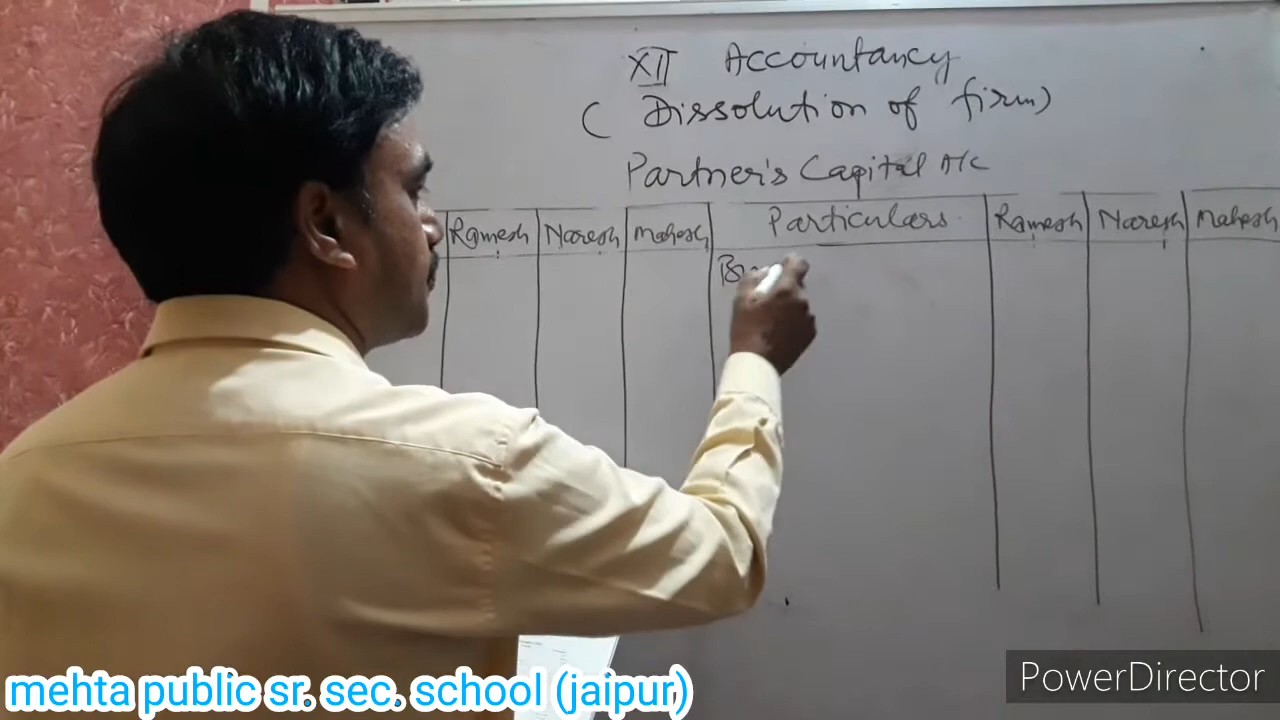 XII Accountancy
( Dissolution of firm)
Partner's Capital A/C
Ramesh Naresh Mahesh Particulars Ramesh Naresh Mahesh
mehta public sr. sec. school (jaipur)
PowerDirector